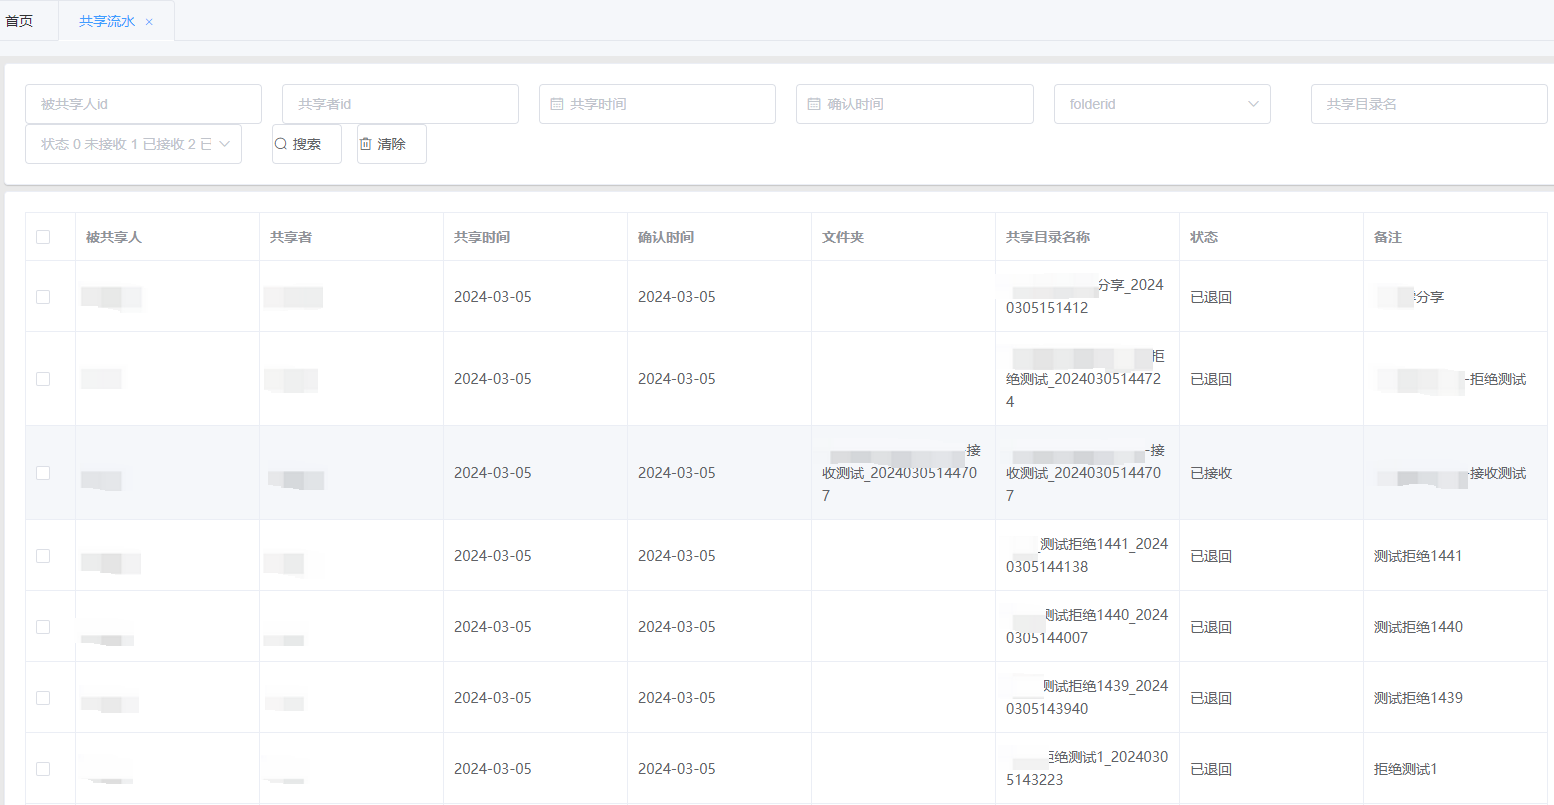 首页
共享流水 ×
被共享人id
共享者id
共享时间
确认时间
folderid
共享目录名
状态 0 未接收 1 已接收 2 已
搜索
清除
被共享人 共享者 共享时间 确认时间 文件夹 共享目录名称 状态 备注
2024-03-05 2024-03-05
分享_2024
0305151412
已退回
分享
2024-03-05 2024-03-05
拒
绝测试_2024030514472
4
已退回
-拒绝测试
2024-03-05 2024-03-05
接
收测试_2024030514470
7
-接
收测试_2024030514470
7
已接收
接收测试
2024-03-05 2024-03-05
_测试拒绝1441_2024
0305144138
已退回
测试拒绝1441
2024-03-05 2024-03-05
测试拒绝1440_2024
0305144007
已退回
测试拒绝1440
2024-03-05 2024-03-05
测试拒绝1439_2024
0305143940
已退回
测试拒绝1439
2024-03-05 2024-03-05
拒绝测试1_2024030
5143223
已退回
拒绝测试1